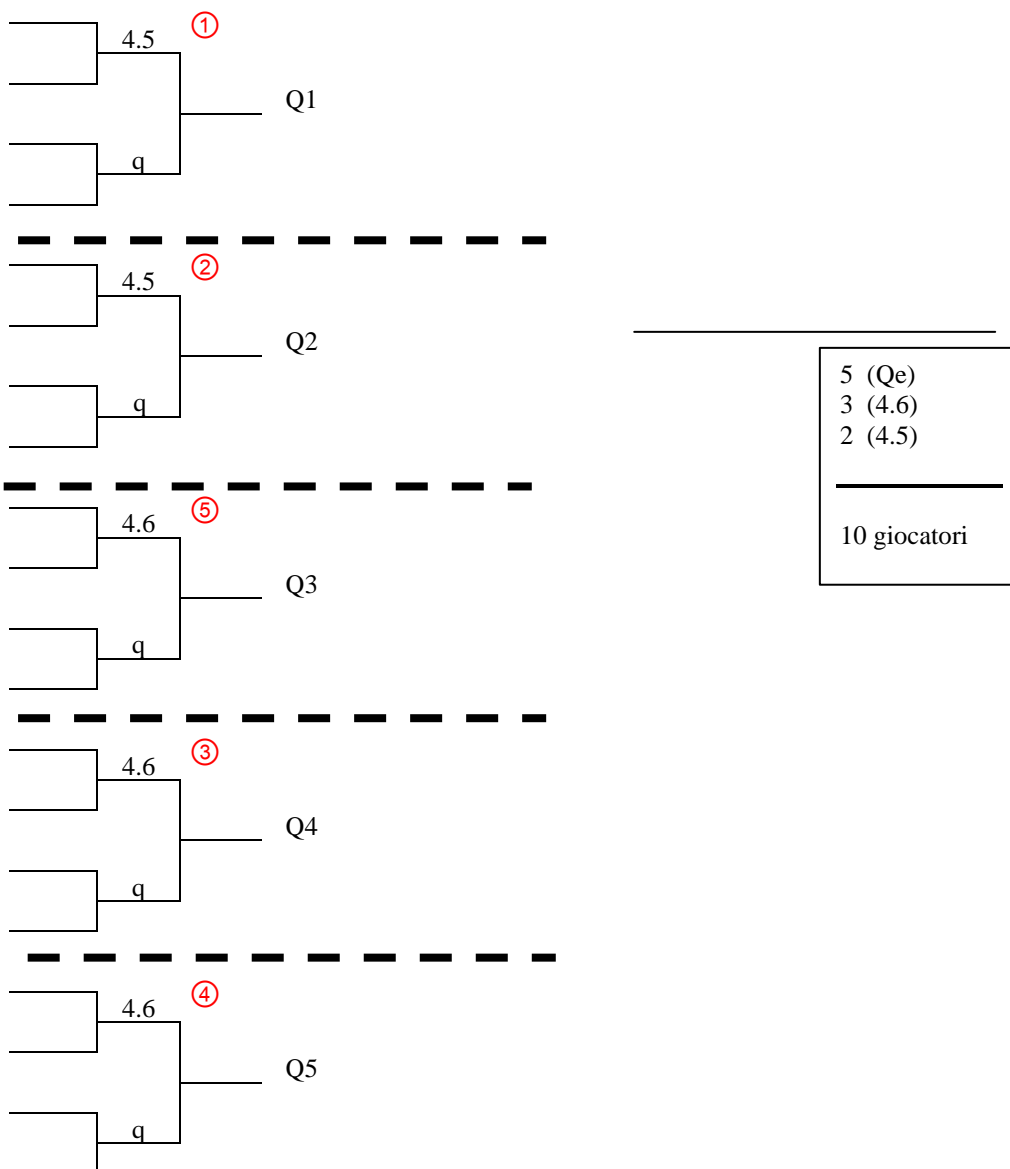 4.5 ①
Q1
q
4.5 ②
Q2
q
5 (Qe)
3 (4.6)
2 (4.5)
10 giocatori
4.6 ⑤
Q3
q
4.6 ③
Q4
q
4.6 ④
Q5
q